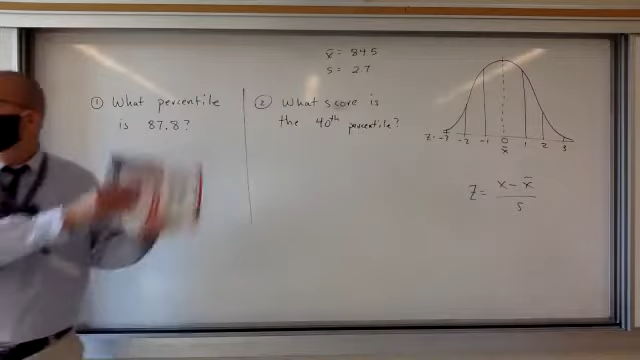 x̄ = 84.5
s = 2.7
① What percentile
is 87.8?
② What score is
the 40th percentile?
z: -3 -2 -1 0 1 2 3
x̄
Z = x - x̄
s